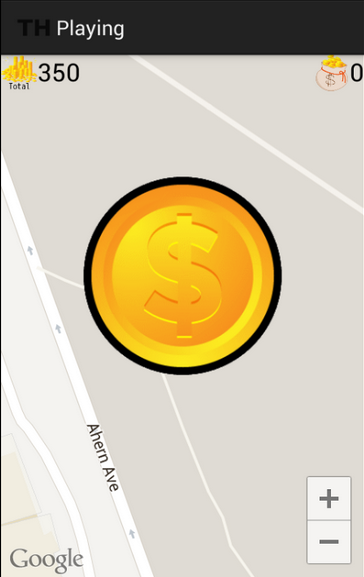 TH Playing
350
0
Total
$
Ahern Ave
+
−
Google